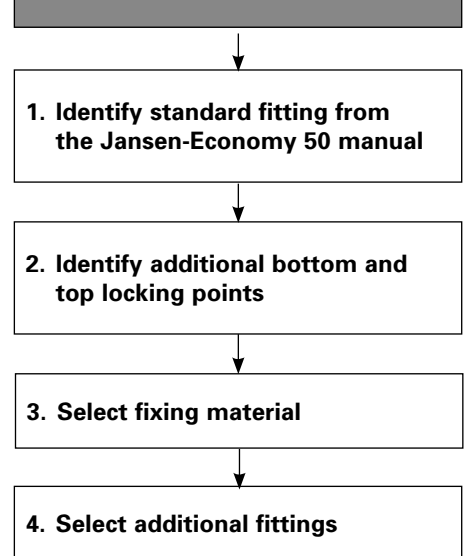 1. Identify standard fitting from
the Jansen-Economy 50 manual
2. Identify additional bottom and
top locking points
3. Select fixing material
4. Select additional fittings